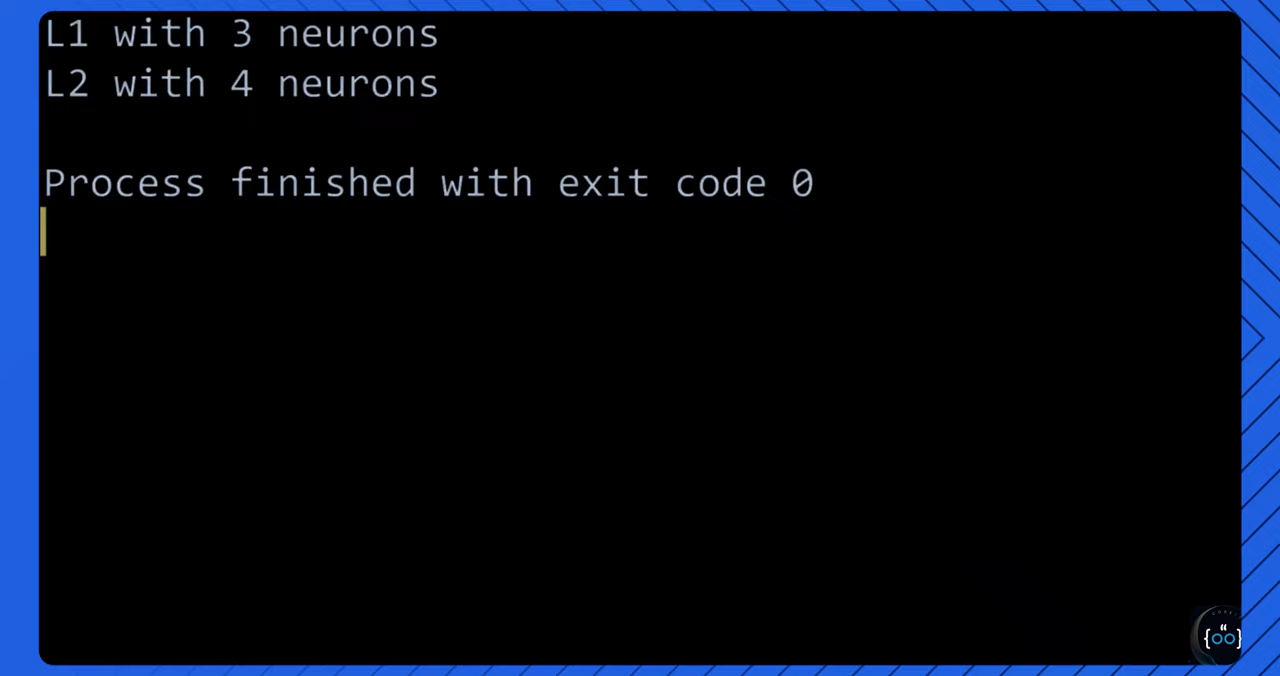 L1 with 3 neurons
L2 with 4 neurons
Process finished with exit code 0